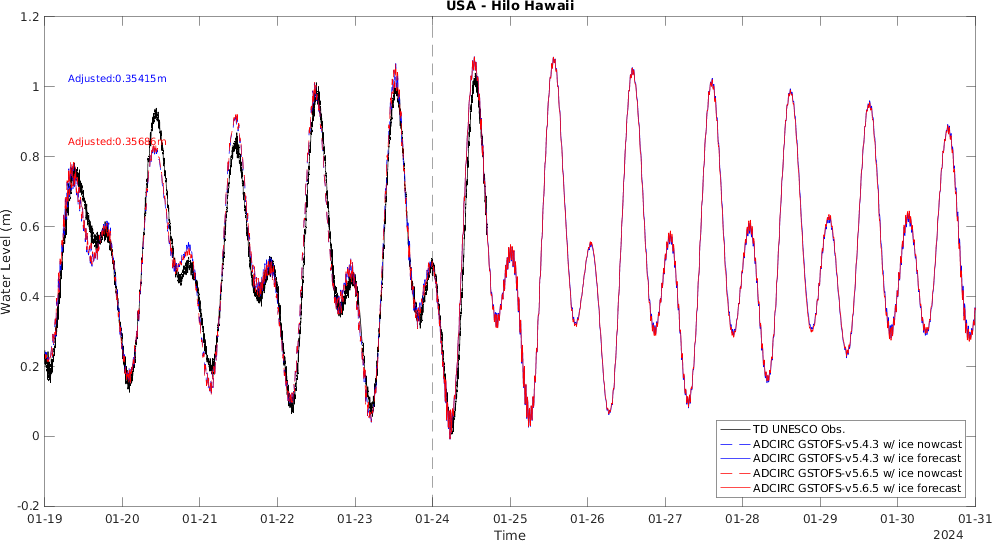 USA - Hilo Hawaii
1.2
1
0.8
0.6
0.4
0.2
0
-0.2
Water Level (m)
Adjusted:0.35415m
Adjusted:0.35686m
TD UNESCO Obs.
ADCIRC GSTOFS-v5.4.3 w/ ice nowcast
ADCIRC GSTOFS-v5.4.3 w/ ice forecast
ADCIRC GSTOFS-v5.6.5 w/ ice nowcast
ADCIRC GSTOFS-v5.6.5 w/ ice forecast
01-19 01-20 01-21 01-22 01-23 01-24 01-25 01-26 01-27 01-28 01-29 01-30 01-31
Time
2024